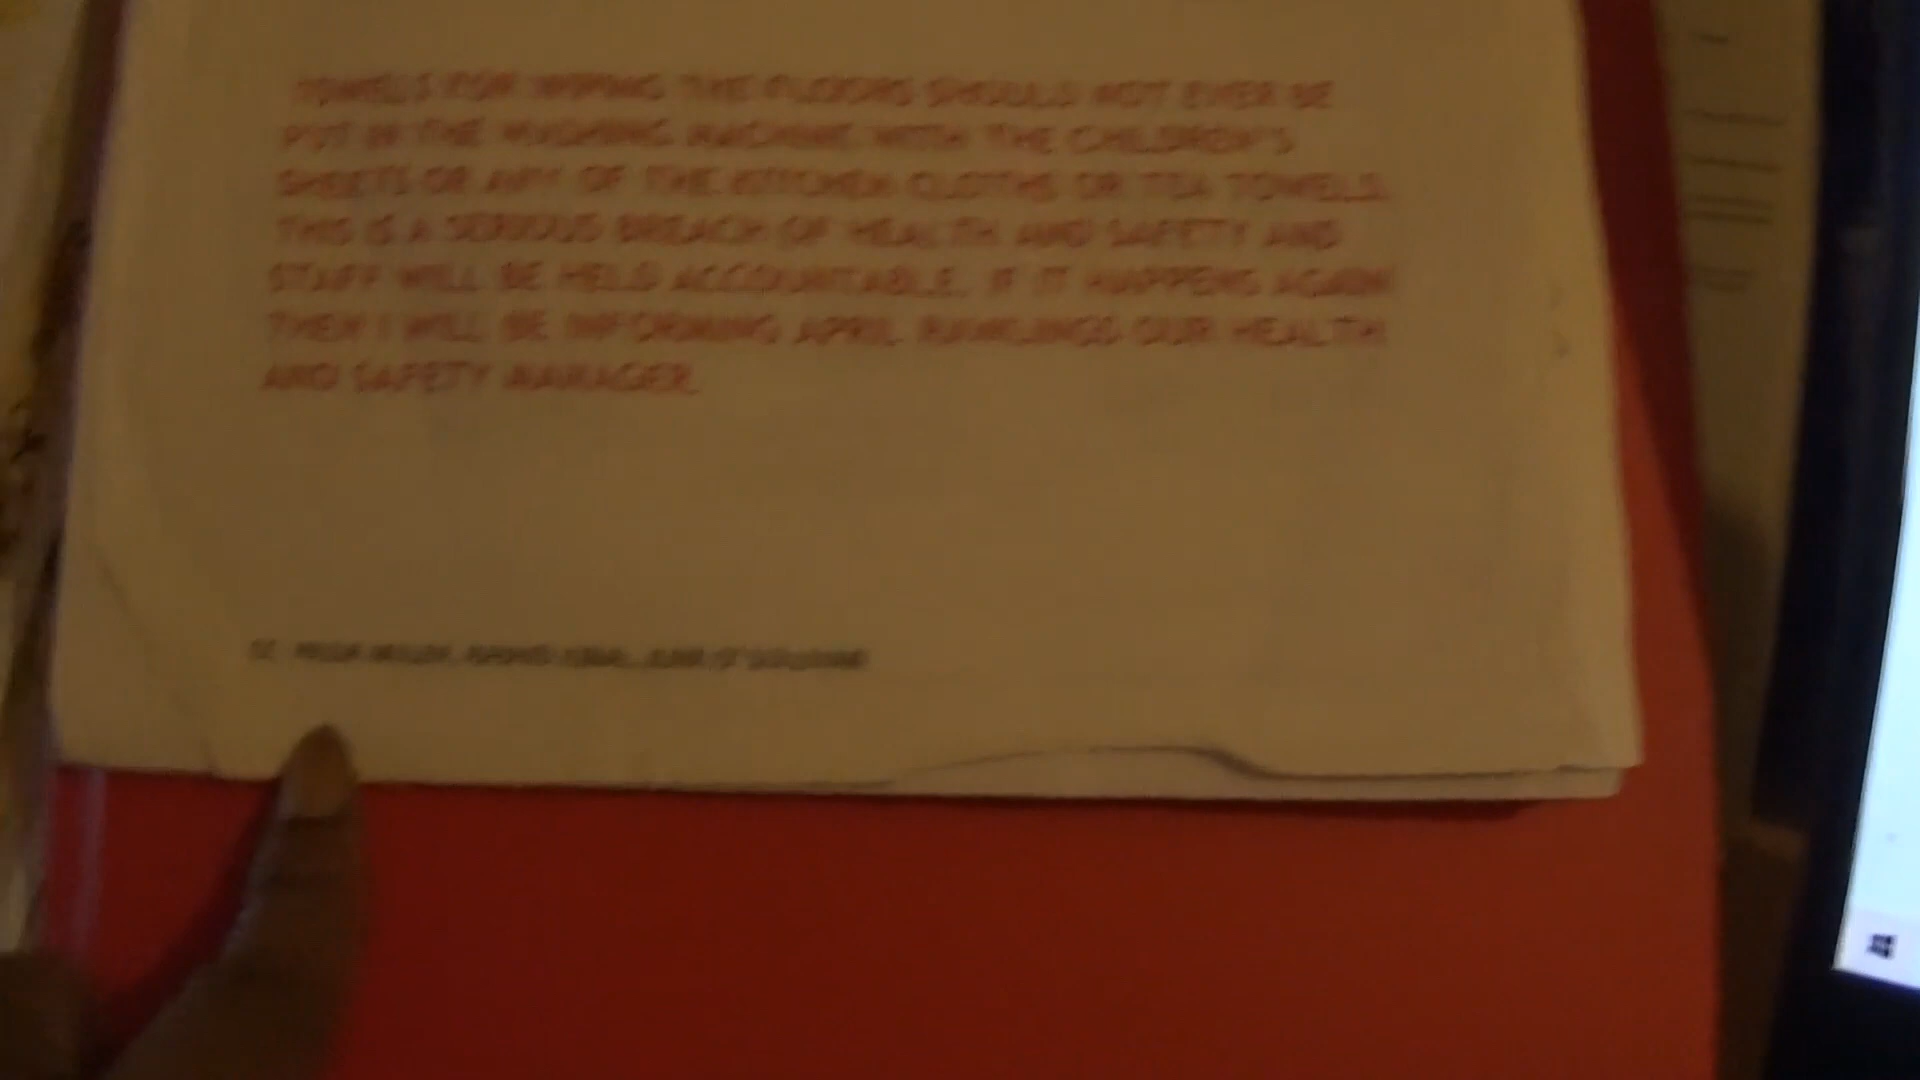 TOWELS FOR WIPING THE FLOORS SHOULD NOT EVER BE
PUT IN THE WASHING MACHINE WITH THE CHILDREN'S
SHEETS OR ANY OF THE KITCHEN CLOTHS OR TEA TOWELS.
THIS IS A SERIOUS BREACH OF HEALTH AND SAFETY AND
STAFF WILL BE HELD ACCOUNTABLE. IF IT HAPPENS AGAIN
THEN I WILL BE INFORMING APRIL RAWLINGS OUR HEALTH
AND SAFETY MANAGER.